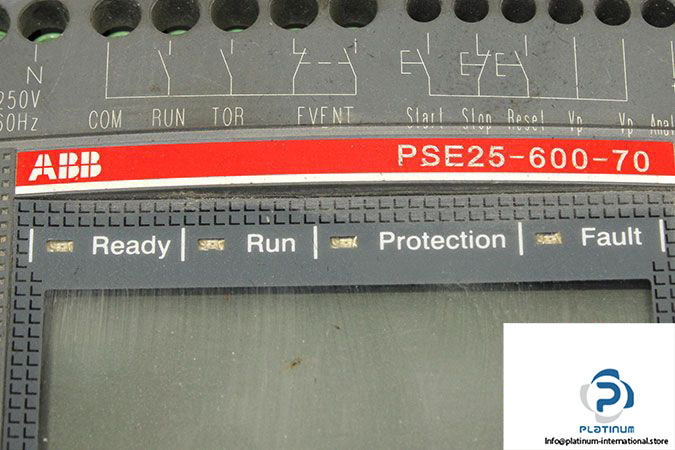 N
250V
60Hz
COM RUN TOR EVENT Start Stop Reset Vp Vp
ABB PSE25-600-70
Ready Run Protection Fault
PLATINUM
info@platinum-international.store